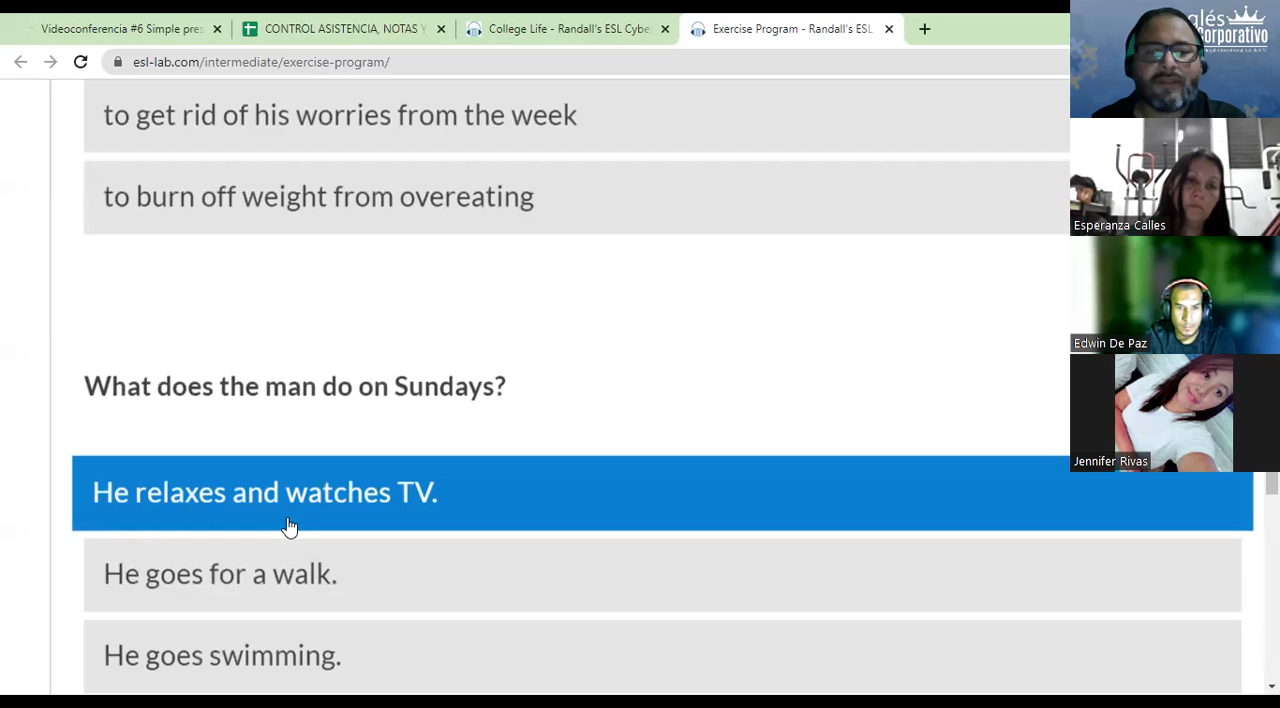 Videoconferencia #6 Simple pres
CONTROL ASISTENCIA, NOTAS Y
College Life - Randall's ESL Cybe
Exercise Program - Randall's ESL
esl-lab.com/intermediate/exercise-program/
glés
Corporativo
to get rid of his worries from the week
to burn off weight from overeating
Esperanza Calles
Edwin De Paz
What does the man do on Sundays?
Jennifer Rivas
He relaxes and watches TV.
He goes for a walk.
He goes swimming.